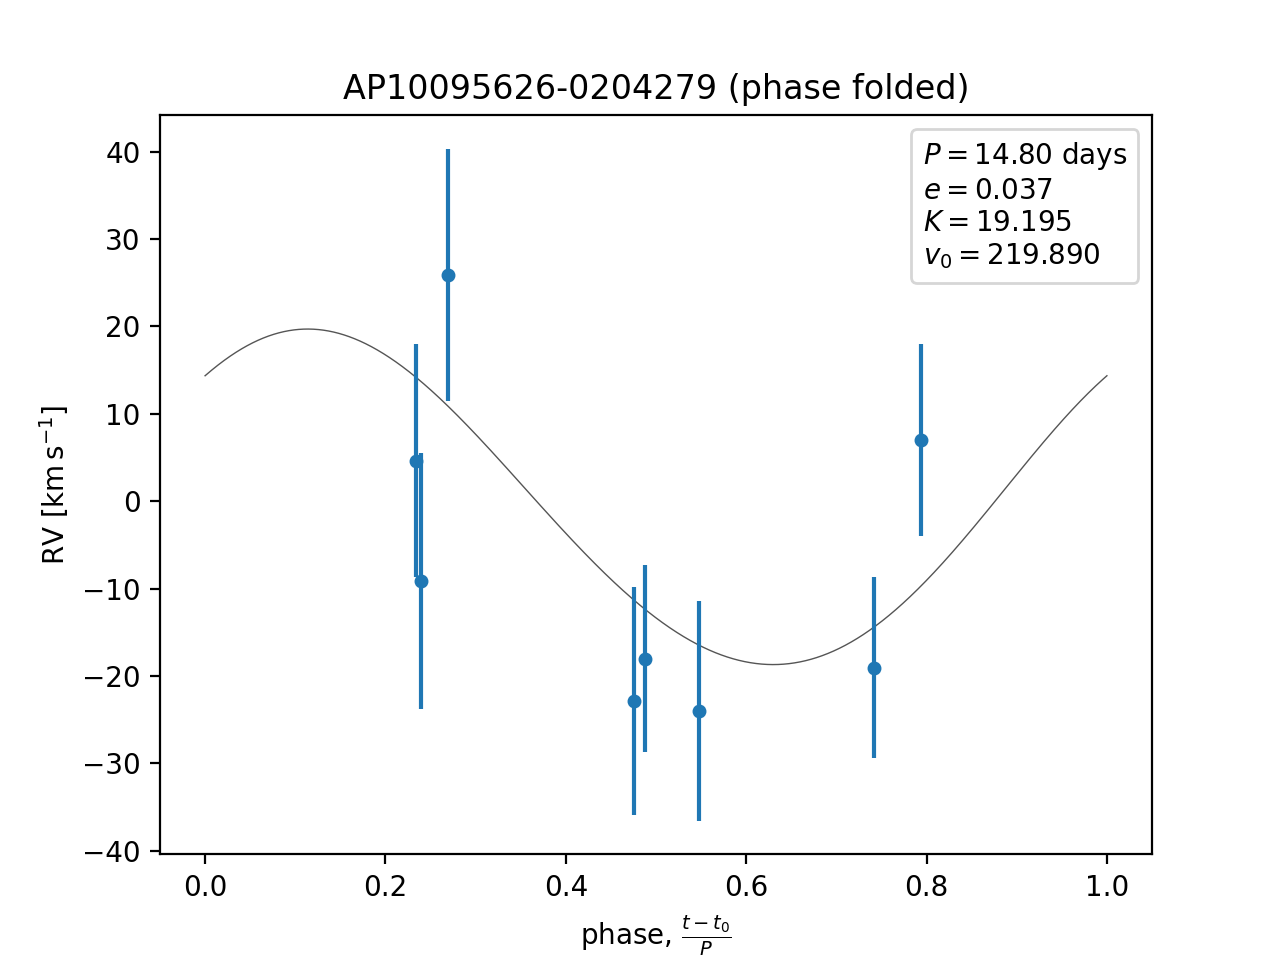 AP10095626-0204279 (phase folded)
P = 14.80 days
e = 0.037
K = 19.195
v₀ = 219.890
40
30
20
10
0
−10
−20
−30
−40
RV [km s⁻¹]
0.0 0.2 0.4 0.6 0.8 1.0
phase, (t − t₀)/P